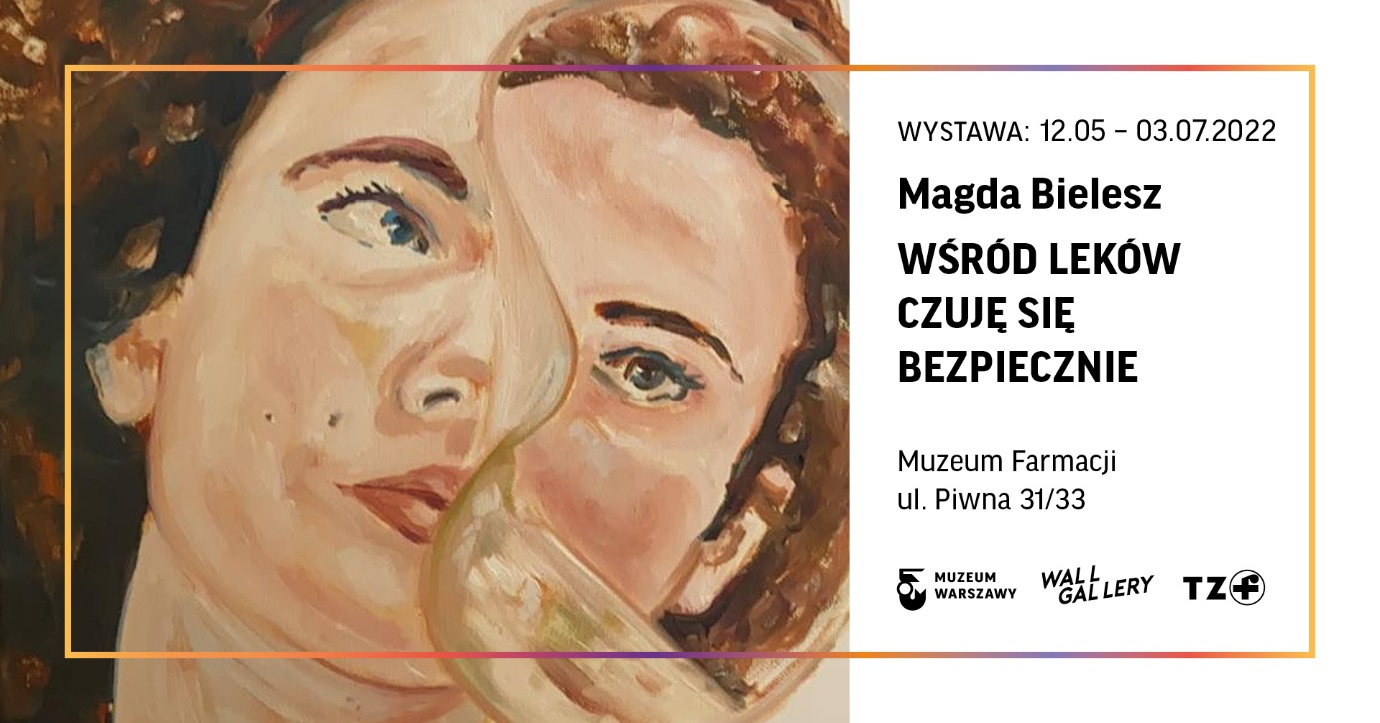 WYSTAWA: 12.05 – 03.07.2022
Magda Bielesz
WŚRÓD LEKÓW
CZUJĘ SIĘ
BEZPIECZNIE
Muzeum Farmacji
ul. Piwna 31/33
MUZEUM
WARSZAWY
WALL
GALLERY
TZF